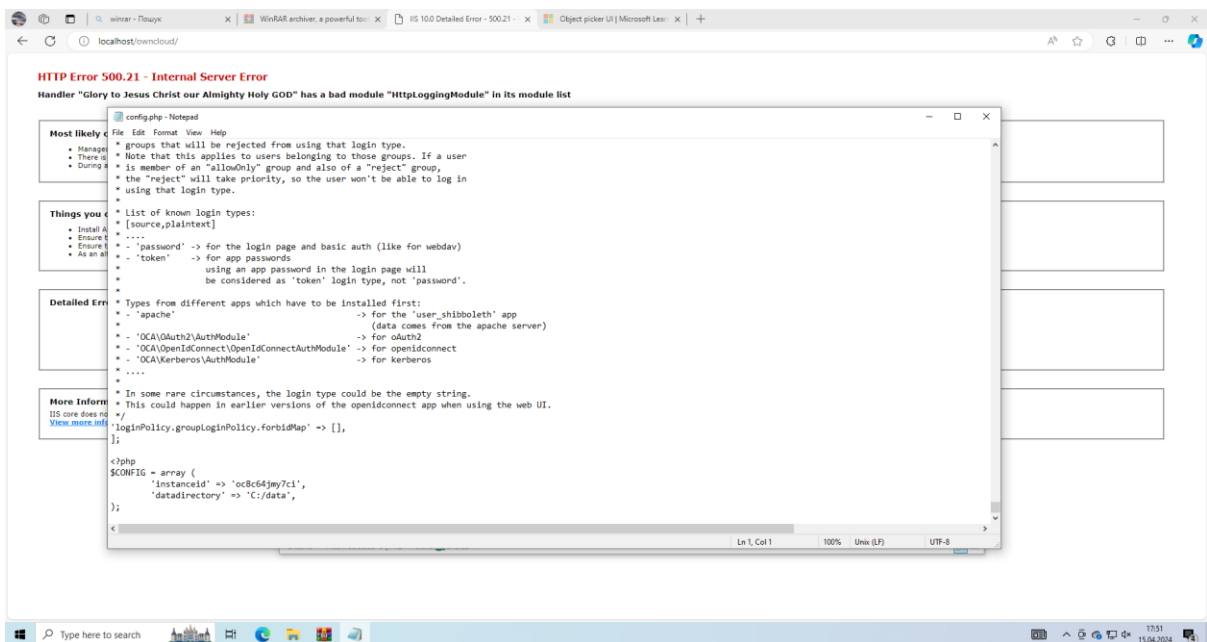 winrar - Пошук
WinRAR archiver, a powerful tool
IIS 10.0 Detailed Error - 500.21 -
Object picker UI | Microsoft Learn
localhost/owncloud/
HTTP Error 500.21 - Internal Server Error
Handler "Glory to Jesus Christ our Almighty Holy GOD" has a bad module "HttpLoggingModule" in its module list
config.php - Notepad
File Edit Format View Help
* groups that will be rejected from using that login type.
* Note that this applies to users belonging to those groups. If a user
* is member of an "allowOnly" group and also of a "reject" group,
* the "reject" will take priority, so the user won't be able to log in
* using that login type.
*
* List of known login types:
* [source,plaintext]
* ....
* - 'password' -> for the login page and basic auth (like for webdav)
* - 'token' -> for app passwords
* using an app password in the login page will
* be considered as 'token' login type, not 'password'.
*
* Types from different apps which have to be installed first:
* - 'apache' -> for the 'user_shibboleth' app
* (data comes from the apache server)
* - 'OCA\OAuth2\AuthModule' -> for oAuth2
* - 'OCA\OpenIdConnect\OpenIdConnectAuthModule' -> for openidconnect
* - 'OCA\Kerberos\AuthModule' -> for kerberos
* ....
*
* In some rare circumstances, the login type could be the empty string.
* This could happen in earlier versions of the openidconnect app when using the web UI.
*/
'loginPolicy.groupLoginPolicy.forbidMap' => [],
];
<?php
$CONFIG = array (
'instanceid' => 'oc8c64jmy7ci',
'datadirectory' => 'C:/data',
);
Ln 1, Col 1 100% Unix (LF) UTF-8
Most likely c
• Manage
• There is
• During a
Things you c
• Install A
• Ensure t
• Ensure t
• As an al
Detailed Err
More Inform
IIS core does no
View more info
Type here to search
17:51
15.04.2024